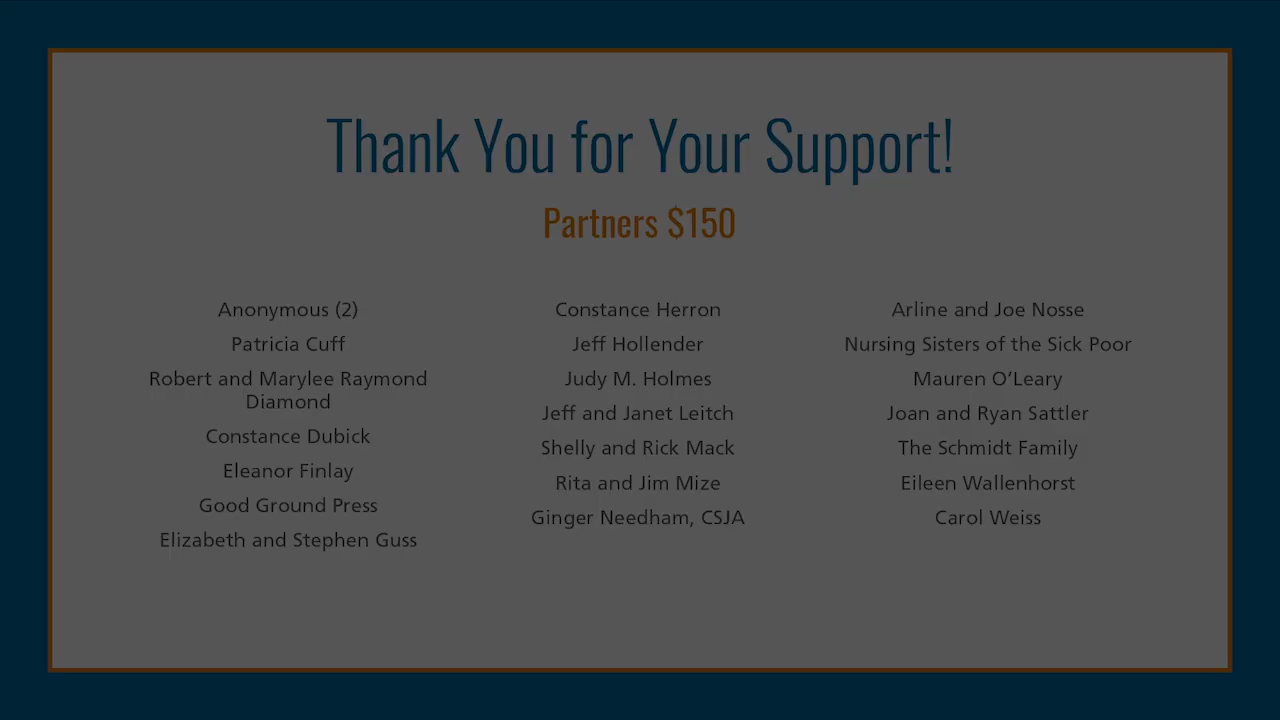 Thank You for Your Support!
Partners $150
Anonymous (2)
Patricia Cuff
Robert and Marylee Raymond
Diamond
Constance Dubick
Eleanor Finlay
Good Ground Press
Elizabeth and Stephen Guss
Constance Herron
Jeff Hollender
Judy M. Holmes
Jeff and Janet Leitch
Shelly and Rick Mack
Rita and Jim Mize
Ginger Needham, CSJA
Arline and Joe Nosse
Nursing Sisters of the Sick Poor
Mauren O’Leary
Joan and Ryan Sattler
The Schmidt Family
Eileen Wallenhorst
Carol Weiss